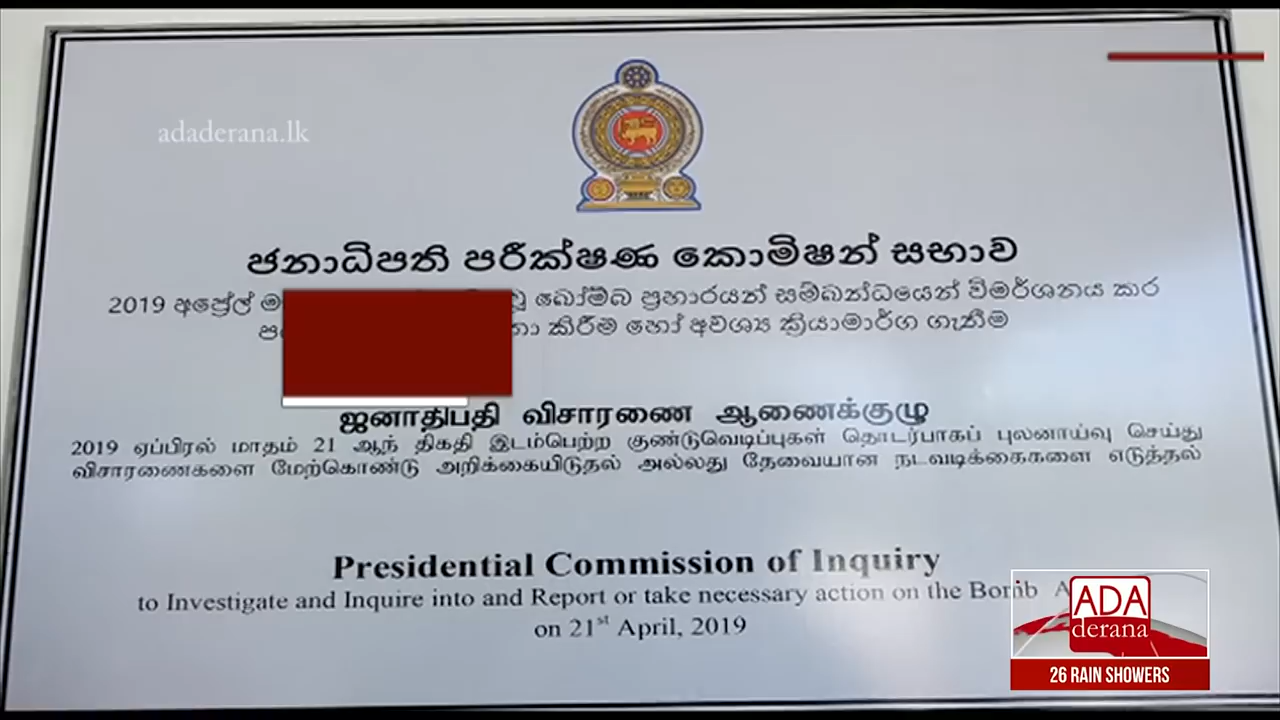 adaderana.lk
ජනාධිපති පරීක්ෂණ කොමිෂන් සභාව
2019 අප්‍රේල් බෝම්බ ප්‍රහාරයන් සම්බන්ධයෙන් විමර්ශනය කර
කිරීම හෝ අවශ්‍ය ක්‍රියාමාර්ග ගැනීම
ஜனாதிபதி விசாரணை ஆணைக்குழு
2019 ஏப்பிரல் மாதம் 21 ஆந் திகதி இடம்பெற்ற குண்டுவெடிப்புகள் தொடர்பாகப் புலனாய்வு செய்து
விசாரணைகளை மேற்கொண்டு அறிக்கையிடுதல் அல்லது தேவையான நடவடிக்கைகளை எடுத்தல்
Presidential Commission of Inquiry
to Investigate and Inquire into and Report or take necessary action on the Bomb
on 21st April, 2019
ADA
derana
26 RAIN SHOWERS